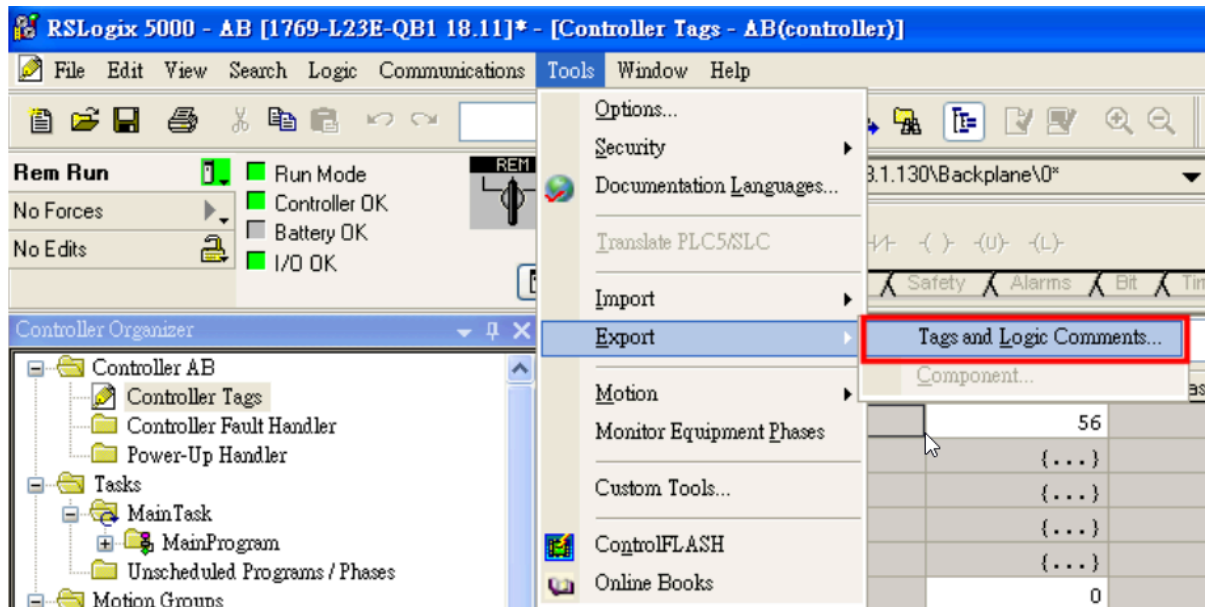 RSLogix 5000 - AB [1769-L23E-QB1 18.11]* - [Controller Tags - AB(controller)]
File Edit View Search Logic Communications Tools Window Help
Rem Run
No Forces
No Edits
Run Mode
Controller OK
Battery OK
I/O OK
REM
Options...
Security
Documentation Languages...
Translate PLC5/SLC
Import
Export
Motion
Monitor Equipment Phases
Custom Tools...
ControlFLASH
Online Books
Tags and Logic Comments...
Component...
3.1.130\Backplane\0*
(U) (L)
Safety Alarms Bit Tim
Controller Organizer
Controller AB
Controller Tags
Controller Fault Handler
Power-Up Handler
Tasks
MainTask
MainProgram
Unscheduled Programs / Phases
Motion Groups
56
{...}
{...}
{...}
{...}
0